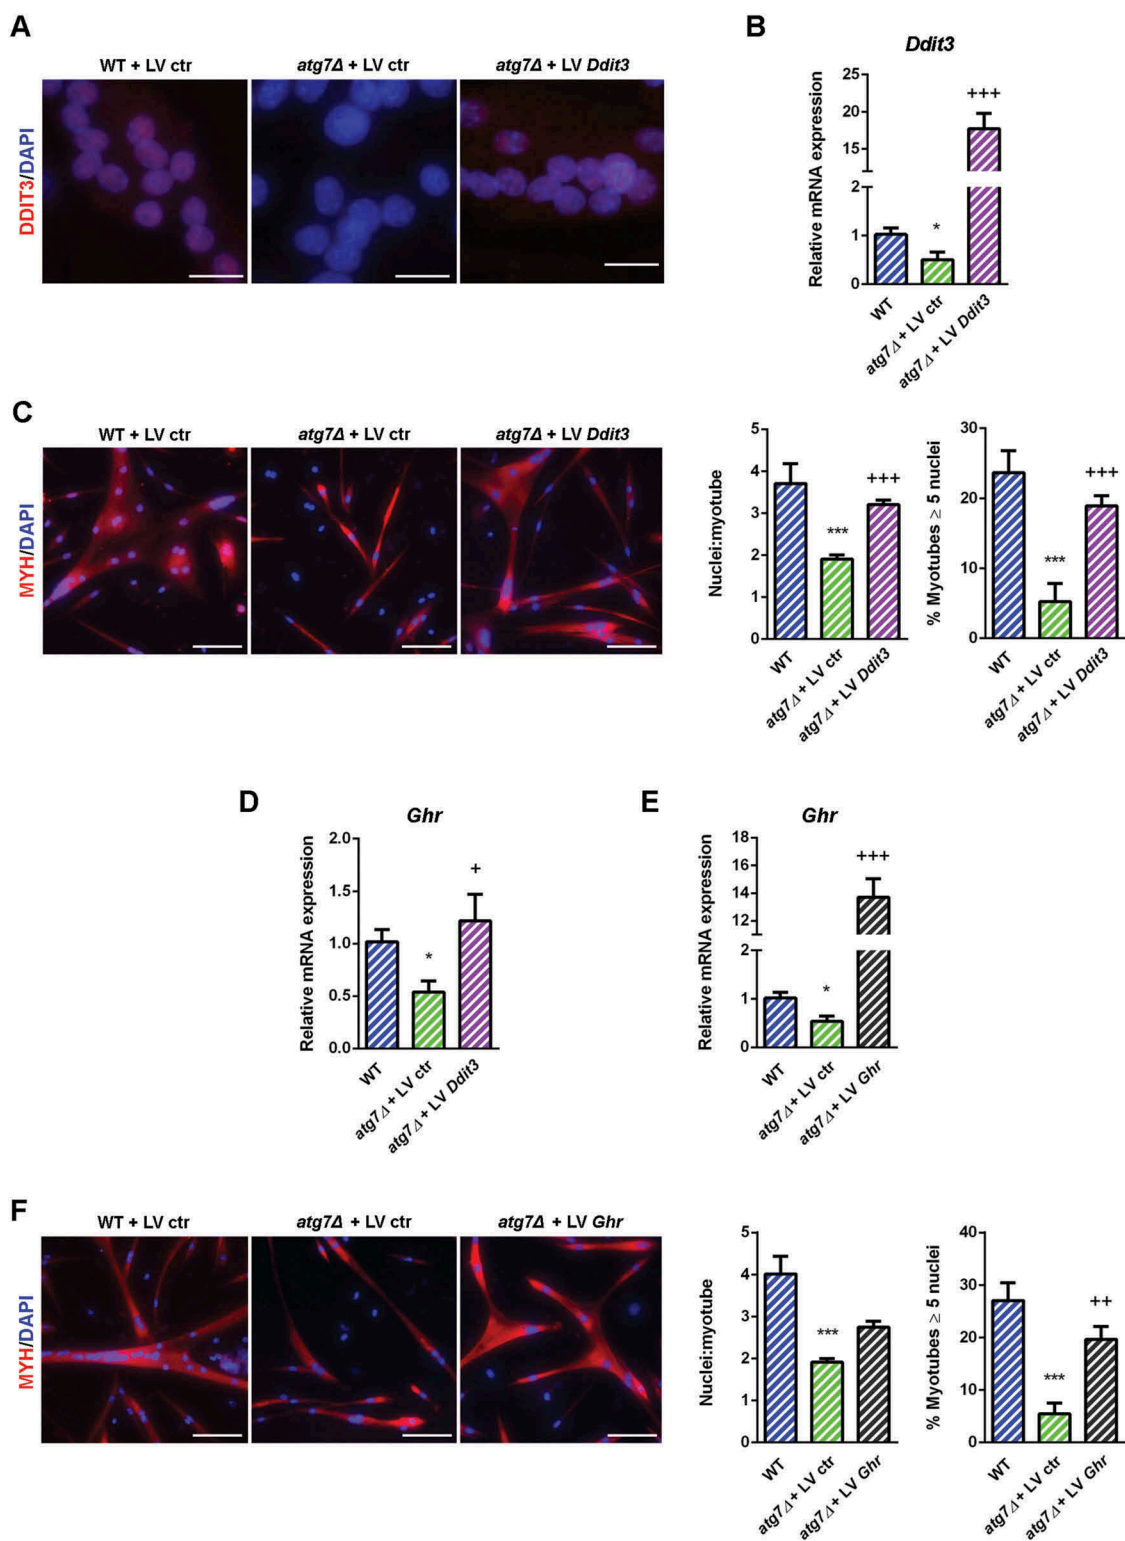 A
WT + LV ctr
atg7Δ + LV ctr
atg7Δ + LV Ddit3
DDIT3/DAPI
B
Ddit3
Relative mRNA expression
25
20
15
2
1
0
+++
*
WT
atg7Δ + LV ctr
atg7Δ + LV Ddit3
C
WT + LV ctr
atg7Δ + LV ctr
atg7Δ + LV Ddit3
MYH/DAPI
Nuclei:myotube
5
4
3
2
1
0
***
+++
WT
atg7Δ + LV ctr
atg7Δ + LV Ddit3
% Myotubes ≥ 5 nuclei
30
20
10
0
***
+++
WT
atg7Δ + LV ctr
atg7Δ + LV Ddit3
D
Ghr
Relative mRNA expression
2.0
1.5
1.0
0.5
0.0
*
+
WT
atg7Δ + LV ctr
atg7Δ + LV Ddit3
E
Ghr
Relative mRNA expression
18
16
14
12
2
1
0
*
+++
WT
atg7Δ + LV ctr
atg7Δ + LV Ghr
F
WT + LV ctr
atg7Δ + LV ctr
atg7Δ + LV Ghr
MYH/DAPI
Nuclei:myotube
5
4
3
2
1
0
***
WT
atg7Δ + LV ctr
atg7Δ + LV Ghr
% Myotubes ≥ 5 nuclei
40
30
20
10
0
***
++
WT
atg7Δ + LV ctr
atg7Δ + LV Ghr